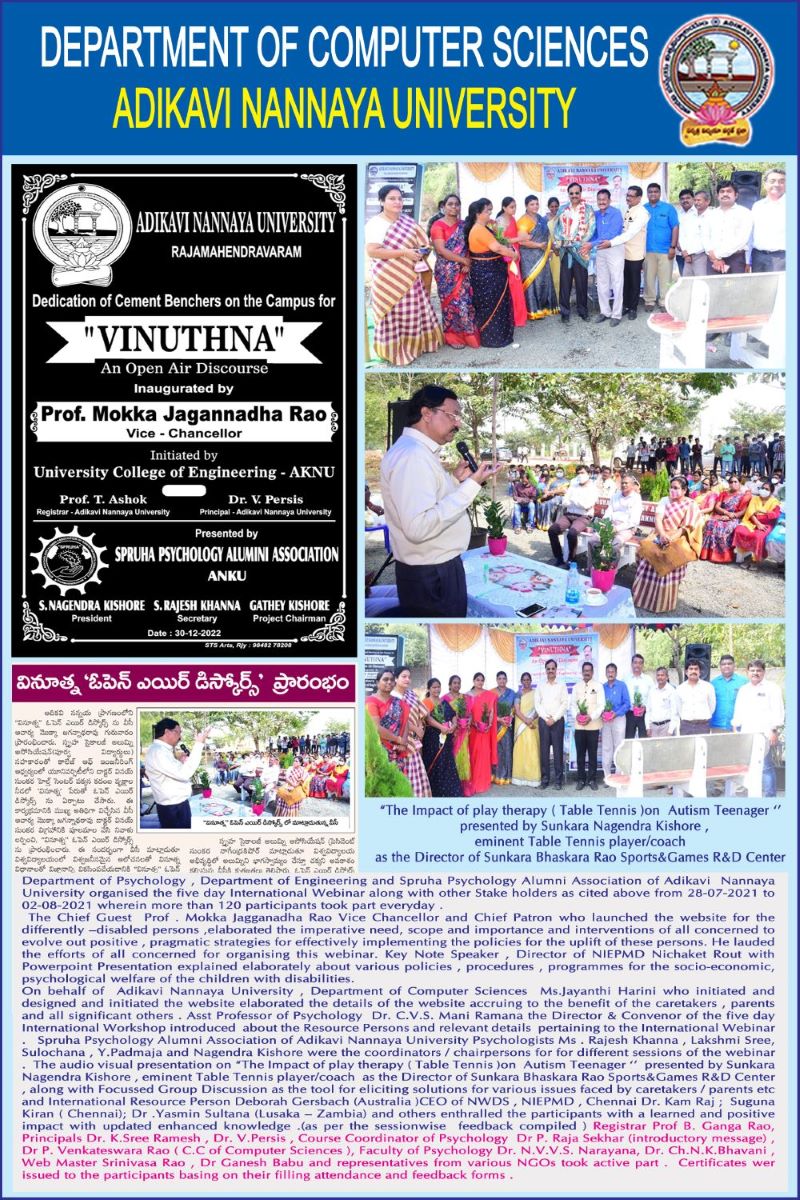 DEPARTMENT OF COMPUTER SCIENCES
ADIKAVI NANNAYA UNIVERSITY
ADIKAVI NANNAYA UNIVERSITY
RAJAMAHENDRAVARAM
Dedication of Cement Benchers on the Campus for
"VINUTHNA"
An Open Air Discourse
Inaugurated by
Prof. Mokka Jagannadha Rao
Vice - Chancellor
Initiated by
University College of Engineering - AKNU
Prof. T. Ashok Dr. V. Persis
Registrar - Adikavi Nannaya University Principal - Adikavi Nannaya University
Presented by
SPRUHA
SPRUHA PSYCHOLOGY ALUMINI ASSOCIATION
ANKU
S.NAGENDRA KISHORE S.RAJESH KHANNA GATHEY KISHORE
President Secretary Project Chairman
Date : 30-12-2022
STS Arts, Rjy : 98482 78208
వినూత్న 'ఓపెన్ ఎయిర్ డిస్కోర్స్' ప్రారంభం
ఆదికవి నన్నయ ప్రాంగణంలోని
"వినూత్న" ఓపెన్ ఎయిర్ డిస్కోర్స్ ను వీసీ
ఆచార్య మొక్కా జగన్నాథరావు గురువారం
ప్రారంభించారు.
"వినూత్న" ఓపెన్ ఎయిర్ డిస్కోర్స్ లో మాట్లాడుతున్న వీసీ
"The Impact of play therapy ( Table Tennis )on Autism Teenager ''
presented by Sunkara Nagendra Kishore ,
eminent Table Tennis player/coach
as the Director of Sunkara Bhaskara Rao Sports&Games R&D Center
Department of Psychology , Department of Engineering and Spruha Psychology Alumni Association of Adikavi Nannaya
University organised the five day International Webinar along with other Stake holders as cited above from 28-07-2021 to
02-08-2021 wherein more than 120 participants took part everyday .
The Chief Guest Prof . Mokka Jagganadha Rao Vice Chancellor and Chief Patron who launched the website for the
differently –disabled persons ,elaborated the imperative need, scope and importance and interventions of all concerned to
evolve out positive , pragmatic strategies for effectively implementing the policies for the uplift of these persons. He lauded
the efforts of all concerned for organising this webinar. Key Note Speaker , Director of NIEPMD Nichaket Rout with
Powerpoint Presentation explained elaborately about various policies , procedures , programmes for the socio-economic,
psychological welfare of the children with disabilities.
On behalf of Adikavi Nannaya University , Department of Computer Sciences Ms.Jayanthi Harini who initiated and
designed and initiated the website elaborated the details of the website accruing to the benefit of the caretakers , parents
and all significant others . Asst Professor of Psychology Dr. C.V.S. Mani Ramana the Director & Convenor of the five day
International Workshop introduced about the Resource Persons and relevant details pertaining to the International Webinar
. Spruha Psychology Alumni Association of Adikavi Nannaya University Psychologists Ms . Rajesh Khanna , Lakshmi Sree,
Sulochana , Y.Padmaja and Nagendra Kishore were the coordinators / chairpersons for for different sessions of the webinar
. The audio visual presentation on “The Impact of play therapy ( Table Tennis )on Autism Teenager '' presented by Sunkara
Nagendra Kishore , eminent Table Tennis player/coach as the Director of Sunkara Bhaskara Rao Sports&Games R&D Center
, along with Focussed Group Discussion as the tool for eliciting solutions for various issues faced by caretakers / parents etc
and International Resource Person Deborah Gersbach (Australia )CEO of NWDS , NIEPMD , Chennai Dr. Kam Raj ; Suguna
Kiran ( Chennai); Dr .Yasmin Sultana (Lusaka – Zambia) and others enthralled the participants with a learned and positive
impact with updated enhanced knowledge .(as per the sessionwise feedback compiled ) Registrar Prof B. Ganga Rao,
Principals Dr. K.Sree Ramesh , Dr. V.Persis , Course Coordinator of Psychology Dr P. Raja Sekhar (introductory message) ,
Dr P. Venkateswara Rao ( C.C of Computer Sciences ), Faculty of Psychology Dr. N.V.V.S. Narayana, Dr. Ch.N.K.Bhavani ,
Web Master Srinivasa Rao , Dr Ganesh Babu and representatives from various NGOs took active part . Certificates wer
issued to the participants basing on their filling attendance and feedback forms .